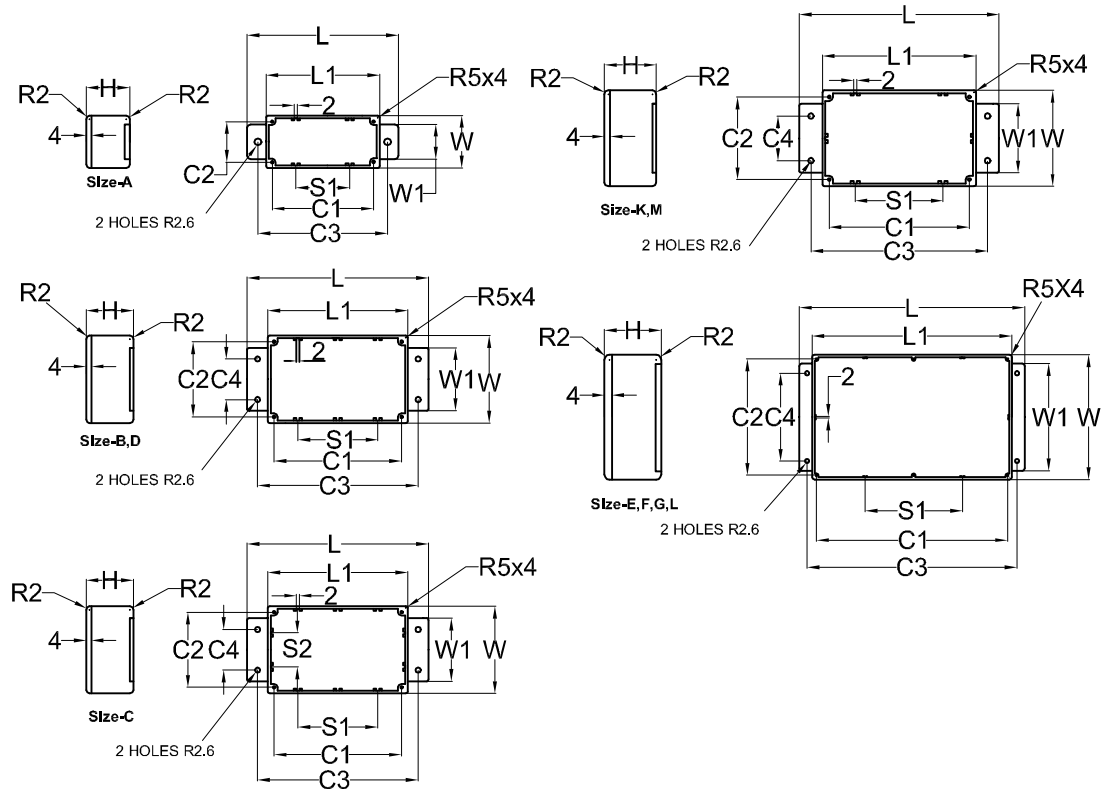 L
L1
R5x4
H
R2
R2
2
4
C2
W
W1
S1
C1
C3
Size-A
2 HOLES R2.6
L
L1
R5x4
H
R2
R2
2
4
C2
C4
W1
W
S1
C1
C3
Size-K,M
2 HOLES R2.6
L
L1
R5x4
H
R2
R2
2
4
C2
C4
W1
W
S1
C1
C3
Size-B,D
2 HOLES R2.6
L
L1
R5X4
H
R2
R2
2
4
C2
C4
W1
W
S1
C1
C3
Size-E,F,G,L
2 HOLES R2.6
L
L1
R5x4
H
R2
R2
2
4
C2
C4
S2
W1
W
S1
C1
C3
Size-C
2 HOLES R2.6